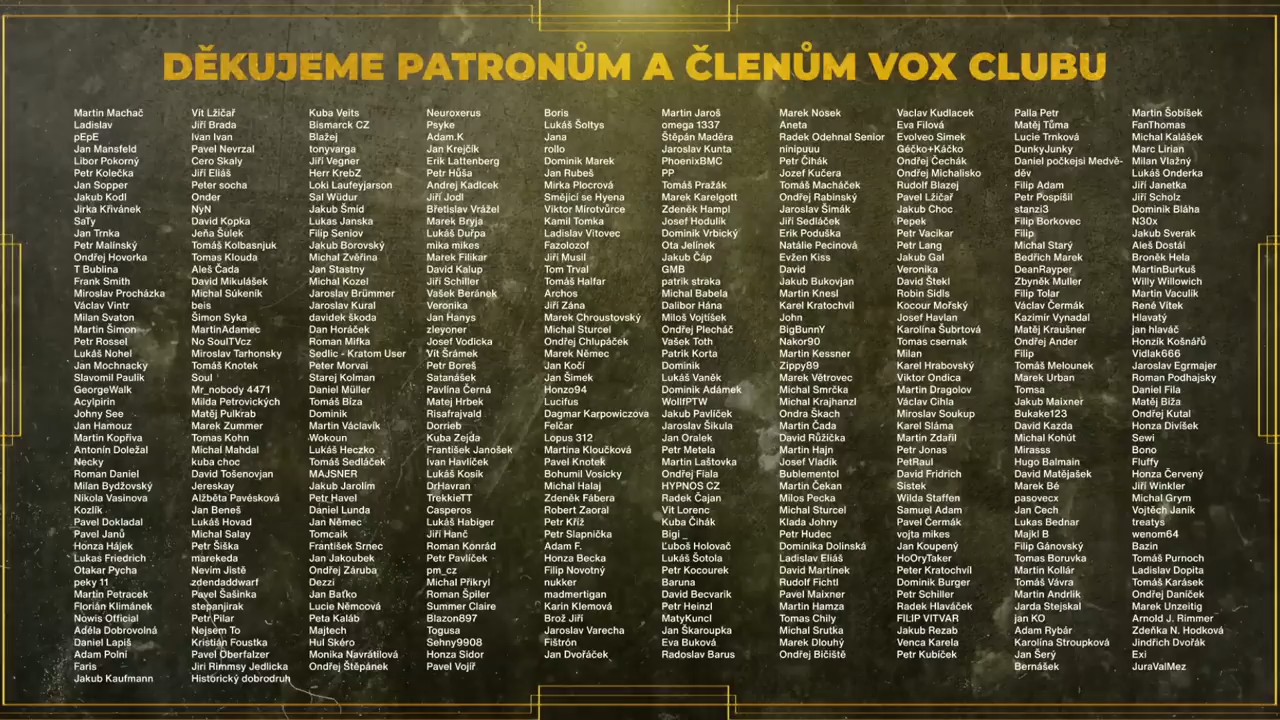 DĚKUJEME PATRONŮM A ČLENŮM VOX CLUBU
Martin Machač
Ladislav
pEpE
Jan Mansfeld
Libor Pokorný
Petr Kolečka
Jan Sopper
Jakub Kodl
Jirka Křivánek
SaTy
Jan Trnka
Petr Malínský
Ondřej Hovorka
T Bublina
Frank Smith
Miroslav Procházka
Václav Vintr
Milan Svaton
Martin Šimon
Petr Rossel
Lukáš Nohel
Jan Mochnacky
Slavomil Paulík
GeorgeWalk
Acylpirin
Johny See
Jan Hamouz
Martin Kopřiva
Antonín Doležal
Necky
Roman Daniel
Milan Bydžovský
Nikola Vasinova
Kozlík
Pavel Dokladal
Pavel Janů
Honza Hájek
Lukas Friedrich
Otakar Pycha
peky 11
Martin Petracek
Florián Klimánek
Nowis Official
Adéla Dobrovolná
Daniel Lapiš
Adam Polní
Faris
Jakub Kaufmann
Vít Lžičař
Jiří Brada
Ivan Ivan
Pavel Nevrzal
Cero Skaly
Jiří Eliáš
Peter socha
Onder
NyN
David Kopka
Jeňa Šulek
Tomáš Kolbasnjuk
Tomas Klouda
Aleš Čada
David Mikulášek
Michal Súkeník
beis
Šimon Syka
MartinAdamec
No SoulTVcz
Miroslav Tarhonsky
Tomáš Knotek
Soul
Mr_nobody 4471
Milda Petrovických
Matěj Pulkrab
Marek Zummer
Tomas Kohn
Michal Mahdal
kuba choc
David Tošenovjan
Jereskay
Alžběta Pavésková
Jan Beneš
Lukáš Hovad
Michal Salay
Petr Šiška
marekeda
Nevím Jistě
zdendaddwarf
Pavel Šašinka
stepanjirak
Petr Pilar
Nejsem To
Kristián Foustka
Pavel Oberfalzer
Jiri Rimmsy Jedlicka
Historický dobrodruh
Kuba Veits
Bismarck CZ
Blažej
tonyvarga
Jiří Vegner
Herr KrebZ
Loki Laufeyjarson
Sal Wüdur
Jakub Šmíd
Lukas Janska
Filip Seniov
Jakub Borovský
Michal Zvěřina
Jan Stastny
Michal Kozel
Jaroslav Brümmer
Jaroslav Kural
davidek škoda
Dan Horáček
Roman Mifka
Sedlic - Kratom User
Peter Morvai
Starej Kolman
Daniel Müller
Tomáš Bíza
Dominik
Martin Václavík
Wokoun
Lukáš Heczko
Tomáš Sedláček
MAJSNER
Jakub Jarolím
Petr Havel
Daniel Lunda
Jan Němec
Tomcaik
František Srnec
Jan Jakoubek
Ondřej Záruba
Dezzi
Jan Baťko
Lucie Němcová
Peta Kaláb
Majtech
Hul Skéro
Monika Navrátilová
Ondřej Štěpánek
Neuroxerus
Psyke
Adam.K
Jan Krejčík
Erik Lattenberg
Petr Hůša
Andrej Kadlcek
Jiří Jodl
Břetislav Vrážel
Marek Bryja
Lukáš Duřpa
mika mikes
Marek Filikar
David Kalup
Jiří Schiller
Vašek Beránek
Veronika
Jan Hanys
zleyoner
Josef Vodicka
Vít Šrámek
Petr Boreš
Satanášek
Pavlína Černá
Matej Hrbek
Risafrajvald
Dorrieb
Kuba Zejda
František Janošek
Ivan Havlíček
Lukáš Kosík
DrHavran
TrekkieTT
Casperos
Lukáš Habiger
Jiří Hanč
Roman Konrád
Petr Pavlíček
pm_cz
Michal Přikryl
Roman Špiler
Summer Claire
Blazon897
Togusa
Sehny9908
Honza Sidor
Pavel Vojíř
Boris
Lukáš Šoltys
Jana
rollo
Dominik Marek
Jan Rubeš
Mirka Plocrová
Smějící se Hyena
Viktor Mírotvůrce
Kamil Tomka
Ladislav Vítovec
Fazolozof
Jiří Musil
Tom Trval
Tomáš Halfar
Archos
Jiří Zána
Marek Chroustovský
Michal Sturcel
Ondřej Chlupáček
Marek Němec
Jan Kočí
Jan Šimek
Honzo94
Lucifus
Dagmar Karpowiczova
Felčar
Lopus 312
Martina Kloučková
Pavel Knotek
Bohumil Vosicky
Michal Halaj
Zdeněk Fábera
Robert Zaoral
Petr Kříž
Petr Slapnička
Adam F.
Honza Becka
Filip Novotný
nukker
madmertigan
Karin Klemová
Brož Jiří
Jaroslav Varecha
Fištrón
Jan Dvořáček
Martin Jaroš
omega 1337
Štěpán Maděra
Jaroslav Kunta
PhoenixBMC
PP
Tomáš Pražák
Marek Karelgott
Zdeněk Hampl
Josef Hodulík
Dominik Vrbický
Ota Jelínek
Jakub Čáp
GMB
patrik straka
Michal Babela
Dalibor Hána
Miloš Vojtíšek
Ondřej Plecháč
Vašek Toth
Patrik Korta
Dominik
Lukáš Vaněk
Dominik Adámek
WolIfPTW
Jakub Pavlíček
Jaroslav Šikula
Jan Oralek
Petr Metela
Martin Laštovka
Ondřej Fiala
HYPNOS CZ
Radek Čajan
Vít Lorenc
Kuba Čihák
Bigi _
Ľuboš Holovač
Lukáš Šotola
Petr Kocourek
Baruna
David Becvarik
Petr Heinzl
MatyKuncl
Jan Škaroupka
Eva Buková
Radoslav Barus
Marek Nosek
Aneta
Radek Odehnal Senior
ninipuuu
Petr Čihák
Jozef Kučera
Tomáš Macháček
Ondřej Rabinský
Jaroslav Šimák
Jiří Sedláček
Erik Poduška
Natálie Pecinová
Evžen Kiss
David
Jakub Bukovjan
Martin Knesl
Karel Kratochvíl
John
BigBunnY
Nakor90
Martin Kessner
Zippy89
Marek Větrovec
Michal Smrčka
Michal Krajhanzl
Ondra Škach
Martin Čada
David Růžička
Martin Hajn
Josef Vladík
Bublementol
Martin Čekan
Milos Pecka
Michal Sturcel
Klada Johny
Petr Hudec
Dominika Dolinská
Ladislav Eliáš
David Martínek
Rudolf Fichtl
Pavel Maixner
Martin Hamza
Tomas Chily
Michal Srutka
Marek Dlouhý
Ondřej Bičiště
Vaclav Kudlacek
Eva Filová
Evolveo Simek
Géčko+Káčko
Ondřej Čechák
Ondřej Michalisko
Rudolf Blazej
Pavel Lžičař
Jakub Choc
Pepek
Petr Vacikar
Petr Lang
Jakub Gal
Veronika
David Štekl
Robin Sidls
Kocour Mořský
Josef Havlan
Karolína Šubrtová
Tomas csernak
Milan
Karel Hrabovský
Viktor Ondica
Martin Dragolov
Václav Cihla
Miroslav Soukup
Karel Sláma
Martin Zdařil
Petr Jonas
PetRaul
David Fridrich
Sistek
Wilda Staffen
Samuel Adam
Pavel Čermák
vojta mikes
Jan Koupený
HoOryTaker
Peter Kratochvíl
Dominik Burger
Petr Schiller
Radek Hlaváček
FILIP VITVAR
Jakub Rezab
Venca Karela
Petr Kubíček
Palla Petr
Matěj Tůma
Lucie Trnková
DunkyJunky
Daniel počkejsi Medvě-
děv
Filip Adam
Petr Pospíšil
stanzi3
Filip Borkovec
Filip
Michal Starý
Bedřich Marek
DeanRayper
Zbyněk Muller
Filip Tolar
Václav Čermák
Kazimir Vynadal
Matěj Kraušner
Ondřej Ander
Filip
Tomáš Melounek
Marek Urban
Tomsa
Jakub Maixner
Bukake123
David Kazda
Michal Kohút
Mirasss
Hugo Balmain
David Matějašek
Marek Bé
pasovecx
Jan Cech
Lukas Bednar
Majkl B
Filip Gánovský
Tomas Boruvka
Martin Kollár
Tomáš Vávra
Martin Andrlik
Jarda Stejskal
jan KO
Adam Rybár
Karolína Stroupková
Jan Šerý
Bernášek
Martin Šobíšek
FanThomas
Michal Kalášek
Marc Lirian
Milan Vlažný
Lukáš Onderka
Jiří Janetka
Jiří Scholz
Dominik Bláha
N30x
Jakub Sverak
Aleš Dostál
Broněk Hela
MartinBurkuš
Willy Willowich
Martin Vaculík
René Vítek
Hlavatý
jan hlaváč
Honzík Košnářů
Vidlak666
Jaroslav Egrmajer
Roman Podhajsky
Daniel Fila
Matěj Bíža
Ondřej Kutal
Honza Divíšek
Sewi
Bono
Fluffy
Honza Červený
Jiří Winkler
Michal Grym
Vojtěch Janík
treatys
wenom64
Bazin
Tomáš Purnoch
Ladislav Dopita
Tomáš Karásek
Ondřej Daníček
Marek Unzeitig
Arnold J. Rimmer
Zdeňka N. Hodková
Jindřich Dvořák
Exi
JuraValMez